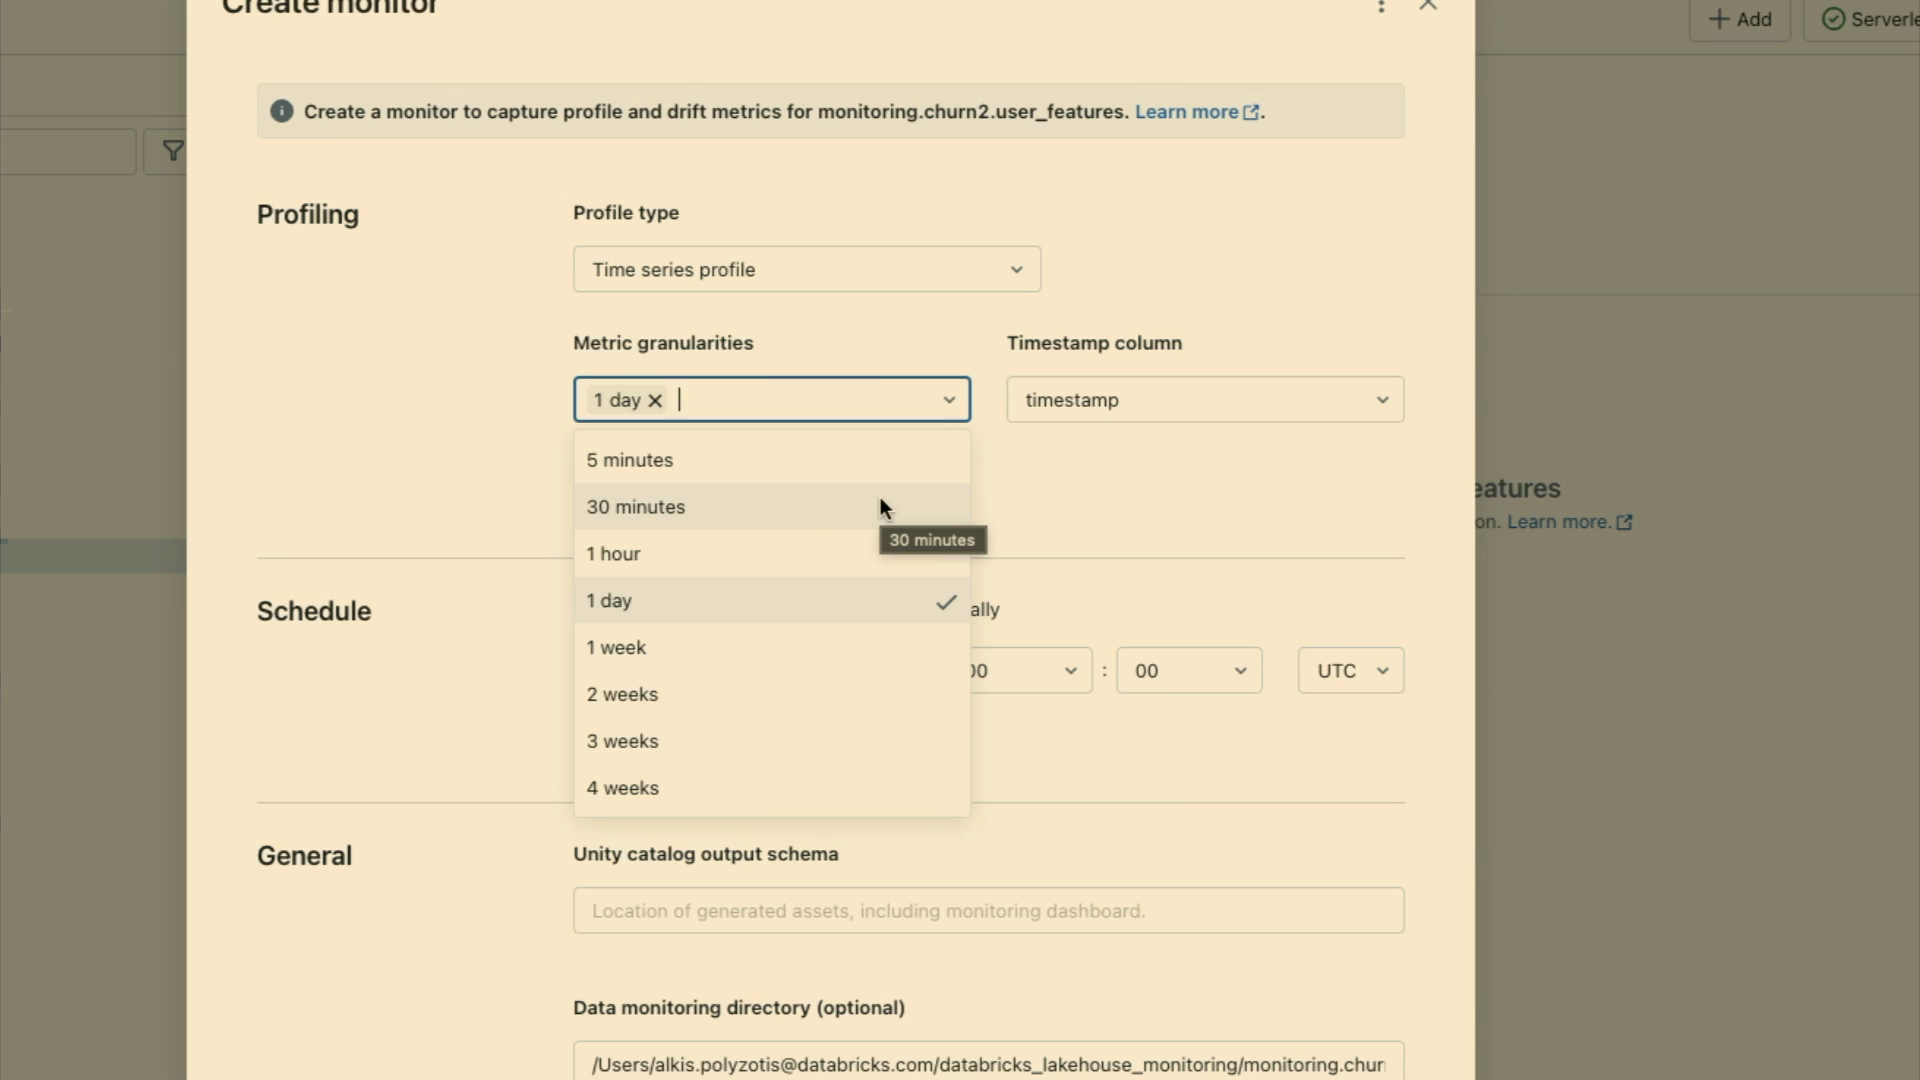 Create monitor
+ Add
Create a monitor to capture profile and drift metrics for monitoring.churn2.user_features. Learn more.
Profiling
Profile type
Time series profile
Metric granularities
Timestamp column
1 day
timestamp
5 minutes
30 minutes
30 minutes
1 hour
1 day
1 week
2 weeks
3 weeks
4 weeks
eatures
on. Learn more.
Schedule
ally
00
:
00
UTC
General
Unity catalog output schema
Location of generated assets, including monitoring dashboard.
Data monitoring directory (optional)
/Users/alkis.polyzotis@databricks.com/databricks_lakehouse_monitoring/monitoring.chur